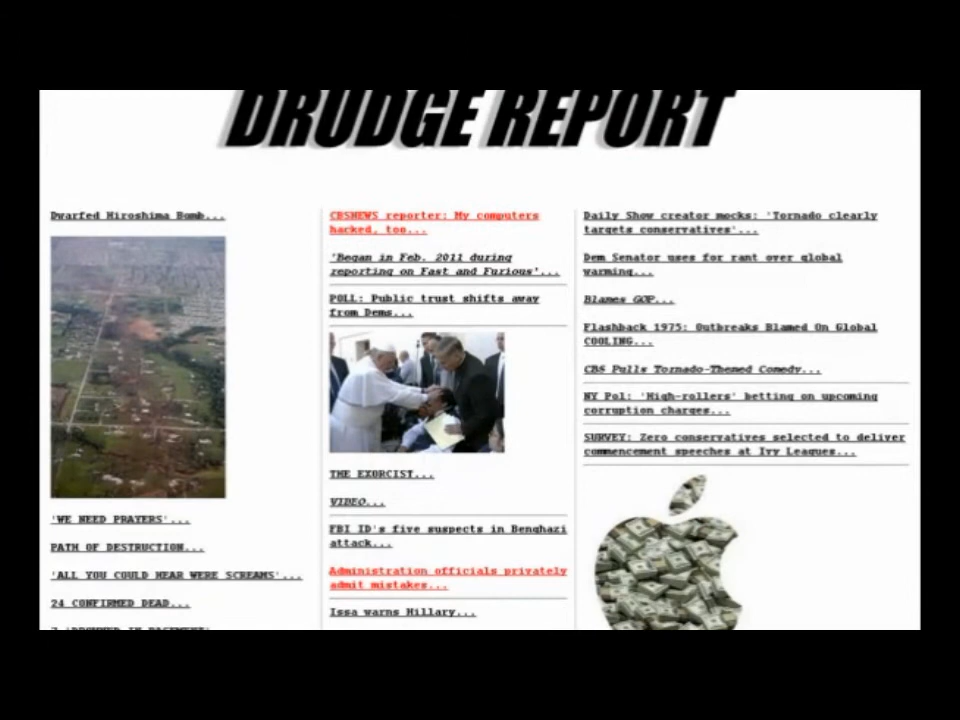 DRUDGE REPORT
Dwarfed Hiroshima Bomb...
'WE NEED PRAYERS'...
PATH OF DESTRUCTION...
'ALL YOU COULD HEAR WERE SCREAMS'...
24 CONFIRMED DEAD...
7 'DROWNED IN BASEMENT'
CBSNEWS reporter: My computers
hacked, too...
'Began in Feb. 2011 during
reporting on Fast and Furious'...
POLL: Public trust shifts away
from Dems...
THE EXORCIST...
VIDEO...
FBI ID's five suspects in Benghazi
attack...
Administration officials privately
admit mistakes...
Issa warns Hillary...
Daily Show creator mocks: 'Tornado clearly
targets conservatives'...
Dem Senator uses for rant over global
warming...
Blames GOP...
Flashback 1975: Outbreaks Blamed On Global
COOLING...
CBS Pulls Tornado-Themed Comedy...
NY Pol: 'High-rollers' betting on upcoming
corruption charges...
SURVEY: Zero conservatives selected to deliver
commencement speeches at Ivy Leagues...